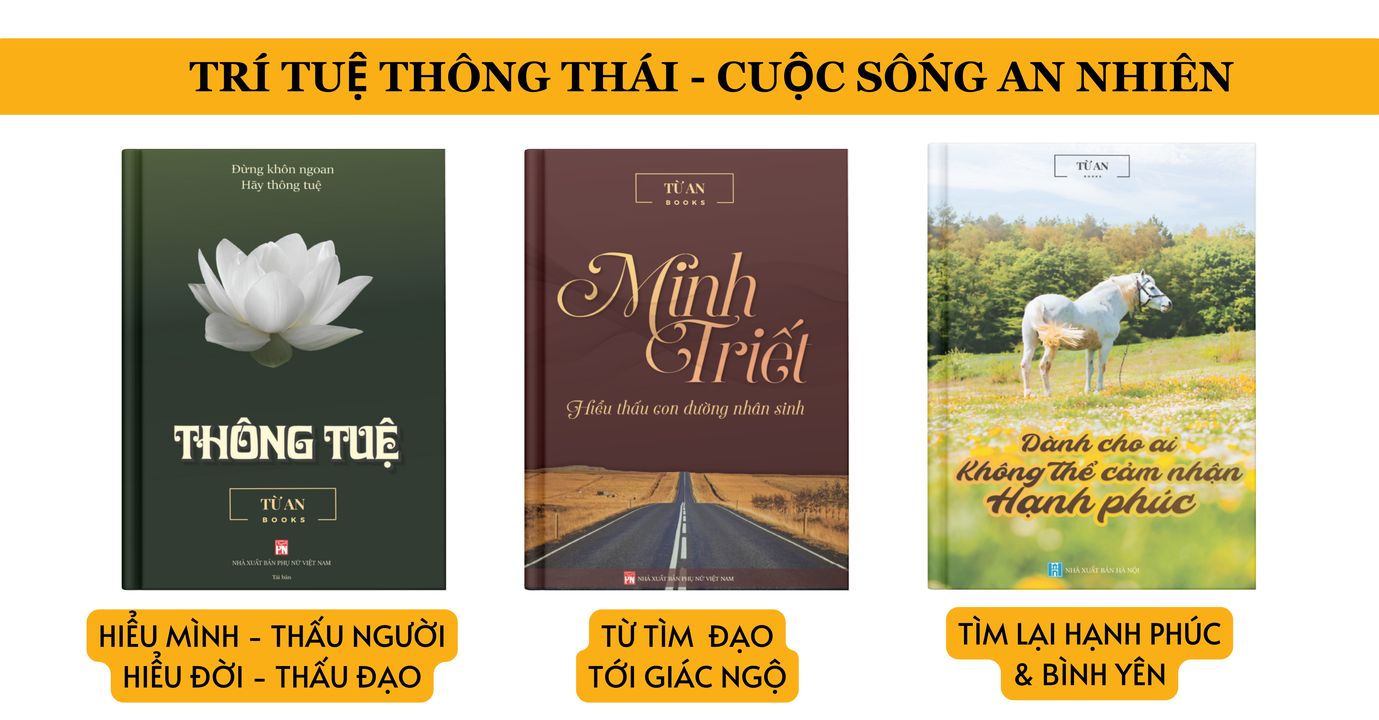 TRÍ TUỆ THÔNG THÁI - CUỘC SỐNG AN NHIÊN
Đừng khôn ngoan
Hãy thông tuệ
THÔNG TUỆ
TỪ AN
BOOKS
PN
NHÀ XUẤT BẢN PHỤ NỮ VIỆT NAM
Tái bản
HIỂU MÌNH - THẤU NGƯỜI
HIỂU ĐỜI - THẤU ĐẠO
TỪ AN
BOOKS
Minh
Triết
Hiểu thấu con đường nhân sinh
PN NHÀ XUẤT BẢN PHỤ NỮ VIỆT NAM
TỪ TÌM ĐẠO
TỚI GIÁC NGỘ
TỪ AN
BOOKS
Dành cho ai
Không thể cảm nhận
Hạnh phúc
NHÀ XUẤT BẢN HÀ NỘI
TÌM LẠI HẠNH PHÚC
& BÌNH YÊN